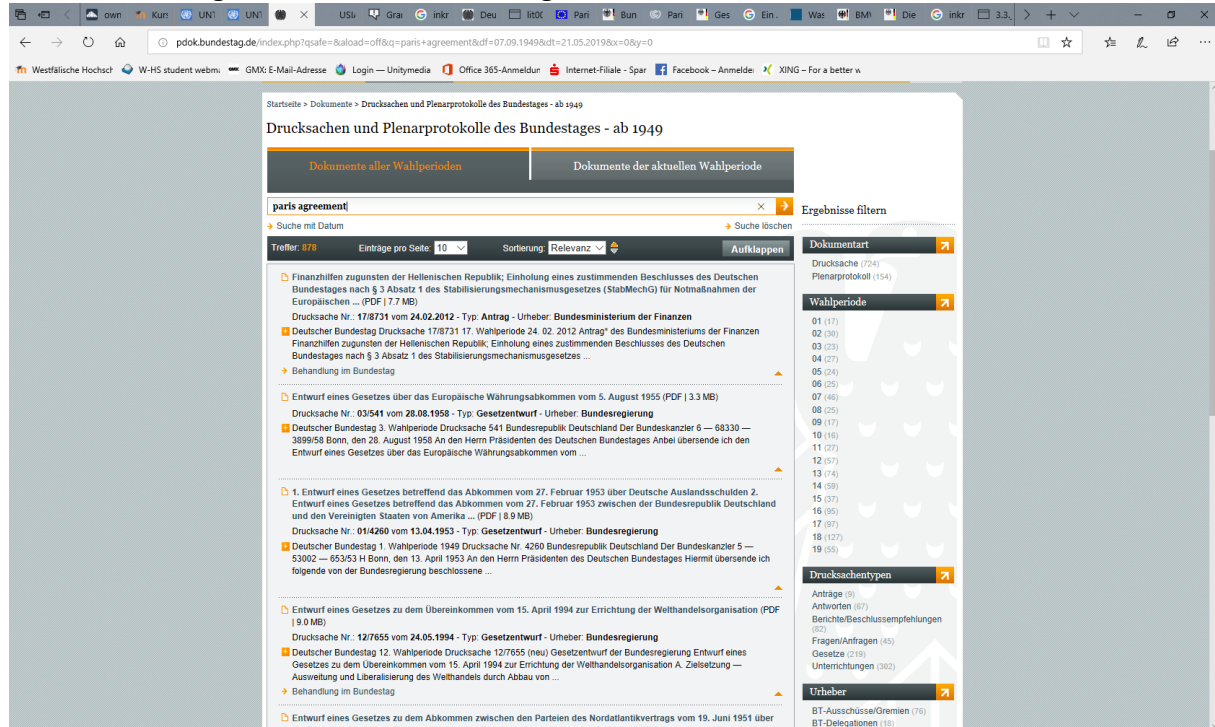 own
Kurs
UNT
UNT
USL
Grai
inkr
Deu
lit0(
Pari
Bun
Pari
Ges
Ein .
Was
BM\
Die
inkr
3.3.
pdok.bundestag.de/index.php?qsafe=&aload=off&q=paris+agreement&df=07.09.1949&dt=21.05.2019&x=0&y=0
Westfälische Hochsch
W-HS student webma
GMX: E-Mail-Adresse
Login — Unitymedia
Office 365-Anmeldun
Internet-Filiale - Spar
Facebook – Anmelden
XING – For a better w
Startseite > Dokumente > Drucksachen und Plenarprotokolle des Bundestages - ab 1949
Drucksachen und Plenarprotokolle des Bundestages - ab 1949
Dokumente aller Wahlperioden
Dokumente der aktuellen Wahlperiode
paris agreement
Suche mit Datum
Suche löschen
Treffer: 878 Einträge pro Seite: 10 Sortierung: Relevanz Aufklappen
Finanzhilfen zugunsten der Hellenischen Republik; Einholung eines zustimmenden Beschlusses des Deutschen
Bundestages nach § 3 Absatz 1 des Stabilisierungsmechanismusgesetzes (StabMechG) für Notmaßnahmen der
Europäischen ... (PDF | 7.7 MB)
Drucksache Nr.: 17/8731 vom 24.02.2012 - Typ: Antrag - Urheber: Bundesministerium der Finanzen
Deutscher Bundestag Drucksache 17/8731 17. Wahlperiode 24. 02. 2012 Antrag* des Bundesministeriums der Finanzen
Finanzhilfen zugunsten der Hellenischen Republik; Einholung eines zustimmenden Beschlusses des Deutschen
Bundestages nach § 3 Absatz 1 des Stabilisierungsmechanismusgesetzes ...
Behandlung im Bundestag
Entwurf eines Gesetzes über das Europäische Währungsabkommen vom 5. August 1955 (PDF | 3.3 MB)
Drucksache Nr.: 03/541 vom 28.08.1958 - Typ: Gesetzentwurf - Urheber: Bundesregierung
Deutscher Bundestag 3. Wahlperiode Drucksache 541 Bundesrepublik Deutschland Der Bundeskanzler 6 — 68330 —
3899/58 Bonn, den 28. August 1958 An den Herrn Präsidenten des Deutschen Bundestages Anbei übersende ich den
Entwurf eines Gesetzes über das Europäische Währungsabkommen vom ...
1. Entwurf eines Gesetzes betreffend das Abkommen vom 27. Februar 1953 über Deutsche Auslandsschulden 2.
Entwurf eines Gesetzes betreffend das Abkommen vom 27. Februar 1953 zwischen der Bundesrepublik Deutschland
und den Vereinigten Staaten von Amerika ... (PDF | 8.9 MB)
Drucksache Nr.: 01/4260 vom 13.04.1953 - Typ: Gesetzentwurf - Urheber: Bundesregierung
Deutscher Bundestag 1. Wahlperiode 1949 Drucksache Nr. 4260 Bundesrepublik Deutschland Der Bundeskanzler 5 —
53002 — 653/53 H Bonn, den 13. April 1953 An den Herrn Präsidenten des Deutschen Bundestages Hiermit übersende ich
folgende von der Bundesregierung beschlossene ...
Entwurf eines Gesetzes zu dem Übereinkommen vom 15. April 1994 zur Errichtung der Welthandelsorganisation (PDF
| 9.0 MB)
Drucksache Nr.: 12/7655 vom 24.05.1994 - Typ: Gesetzentwurf - Urheber: Bundesregierung
Deutscher Bundestag 12. Wahlperiode Drucksache 12/7655 (neu) Gesetzentwurf der Bundesregierung Entwurf eines
Gesetzes zu dem Übereinkommen vom 15. April 1994 zur Errichtung der Welthandelsorganisation A. Zielsetzung —
Ausweitung und Liberalisierung des Welthandels durch Abbau von ...
Behandlung im Bundestag
Entwurf eines Gesetzes zu dem Abkommen zwischen den Parteien des Nordatlantikvertrags vom 19. Juni 1951 über
Ergebnisse filtern
Dokumentart
Drucksache (724)
Plenarprotokoll (154)
Wahlperiode
01 (17)
02 (30)
03 (23)
04 (27)
05 (24)
06 (25)
07 (46)
08 (25)
09 (17)
10 (16)
11 (27)
12 (57)
13 (74)
14 (59)
15 (37)
16 (95)
17 (97)
18 (127)
19 (55)
Drucksachentypen
Anträge (9)
Antworten (67)
Berichte/Beschlussempfehlungen
(82)
Fragen/Anfragen (45)
Gesetze (219)
Unterrichtungen (302)
Urheber
BT-Ausschüsse/Gremien (76)
BT-Delegationen (18)